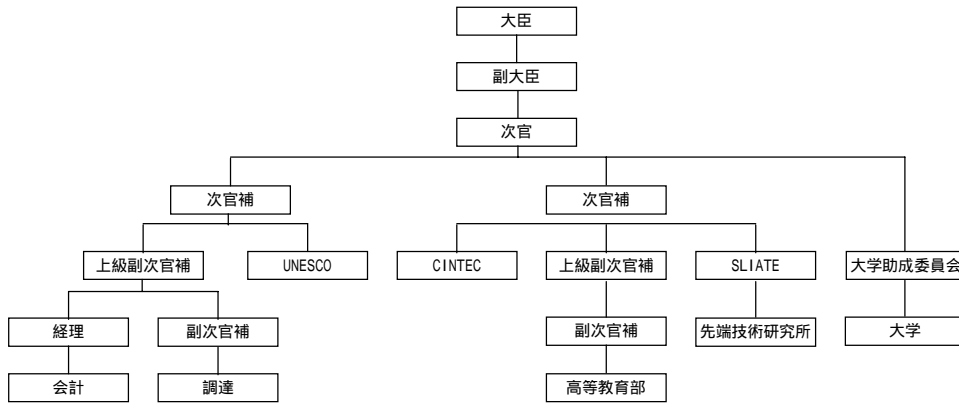 大臣
副大臣
次官
次官補
次官補
上級副次官補
UNESCO
CINTEC
上級副次官補
SLIATE
大学助成委員会
経理
副次官補
副次官補
先端技術研究所
大学
会計
調達
高等教育部